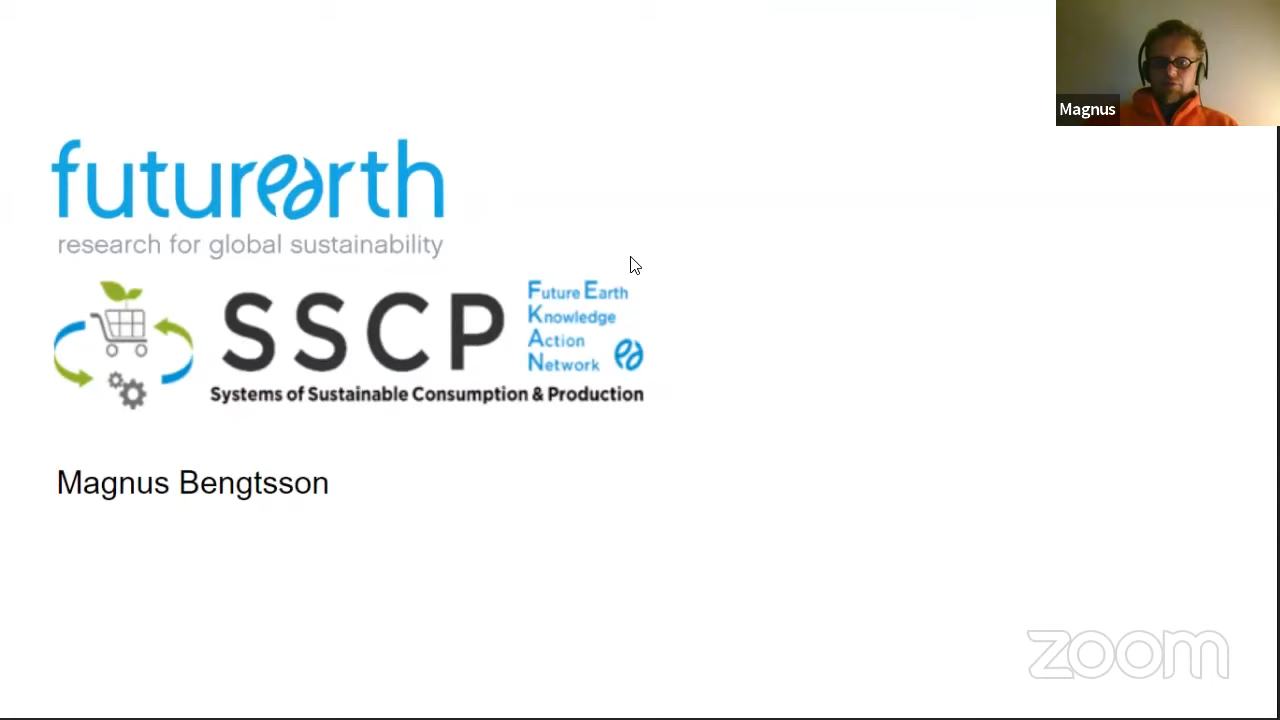 Magnus
futurearth
research for global sustainability
SSCP
Future Earth
Knowledge
Action
Network
Systems of Sustainable Consumption & Production
Magnus Bengtsson
zoom